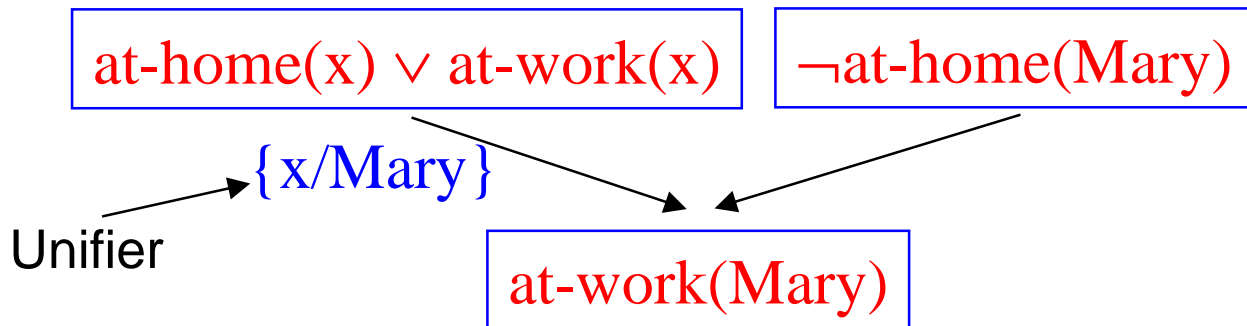 at-home(x) ∨ at-work(x)
¬at-home(Mary)
{x/Mary}
Unifier
at-work(Mary)